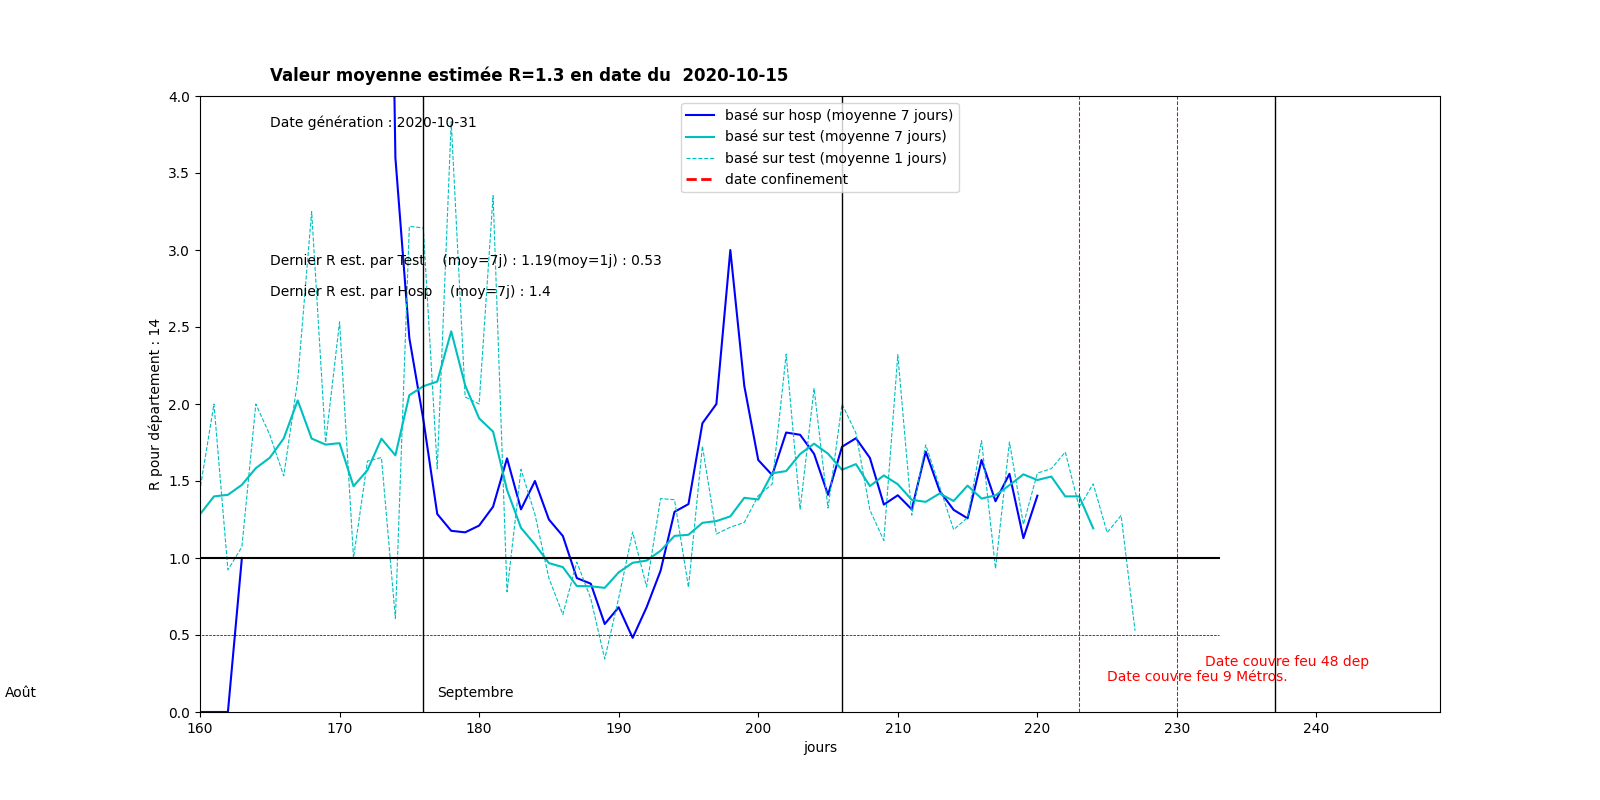 Valeur moyenne estimée R=1.3 en date du  2020-10-15
4.0
Date génération : 2020-10-31
basé sur hosp (moyenne 7 jours)
basé sur test (moyenne 7 jours)
basé sur test (moyenne 1 jours)
date confinement
3.5
3.0
Dernier R est. par Test    (moy=7j) : 1.19(moy=1j) : 0.53
Dernier R est. par Hosp    (moy=7j) : 1.4
2.5
R pour département : 14
2.0
1.5
1.0
0.5
Date couvre feu 48 dep
Date couvre feu 9 Métros.
Août
Septembre
0.0
160 170 180 190 200 210 220 230 240
jours